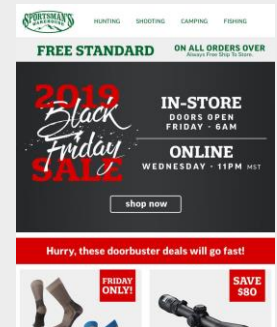 SPORTSMAN'S
WAREHOUSE
HUNTING SHOOTING CAMPING FISHING
FREE STANDARD
ON ALL ORDERS OVER
Always Free Ship To Store.
2019
Black
Friday
SALE
IN-STORE
DOORS OPEN
FRIDAY - 6AM
ONLINE
WEDNESDAY - 11PM MST
shop now
Hurry, these doorbuster deals will go fast!
FRIDAY
ONLY!
SAVE
$80